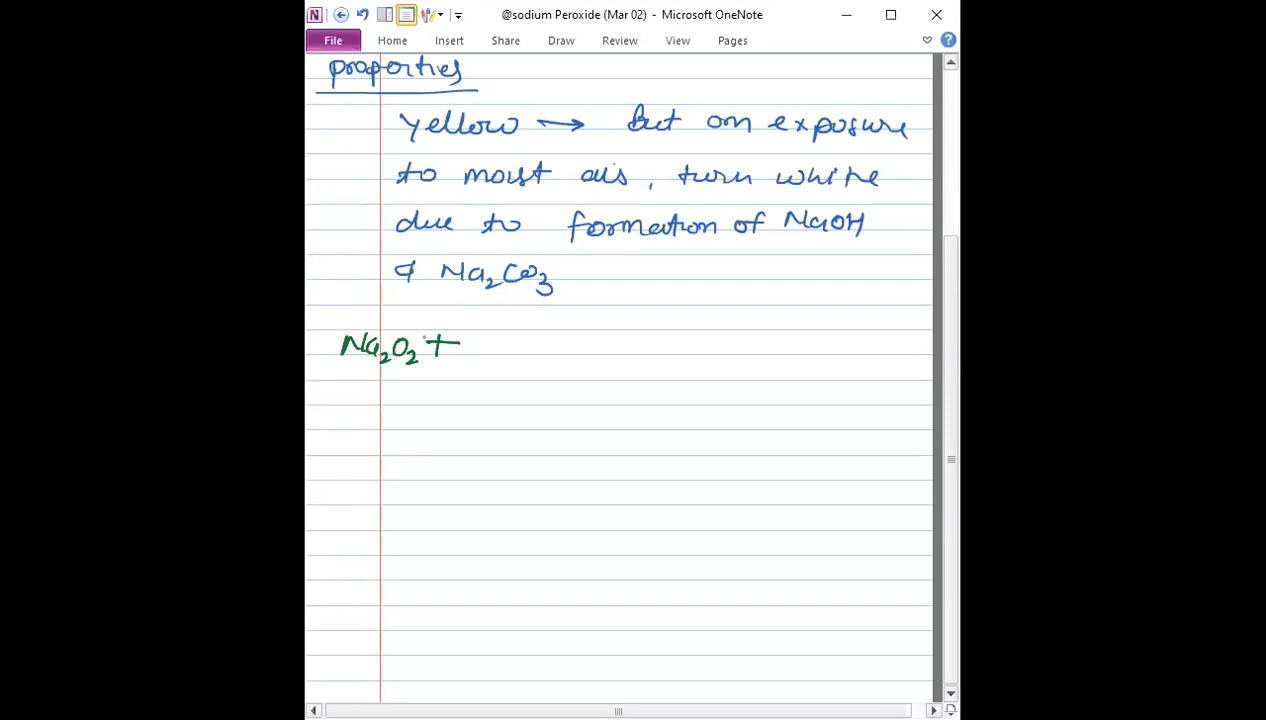 @sodium Peroxide (Mar 02) - Microsoft OneNote
File Home Insert Share Draw Review View Pages
properties
yellow → But on exposure
to moist air, turn white
due to formation of NaOH
& Na₂CO₃
Na₂O₂ +